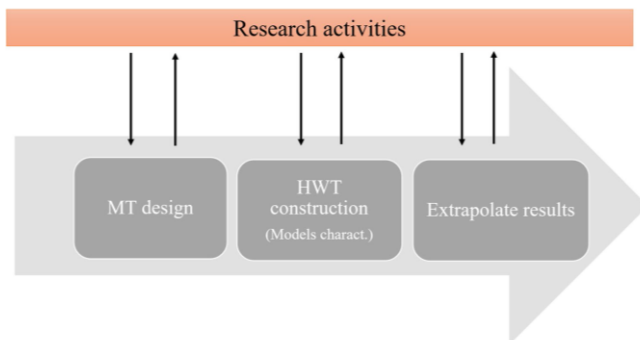 Research activities
MT design
HWT
construction
(Models charact.)
Extrapolate results